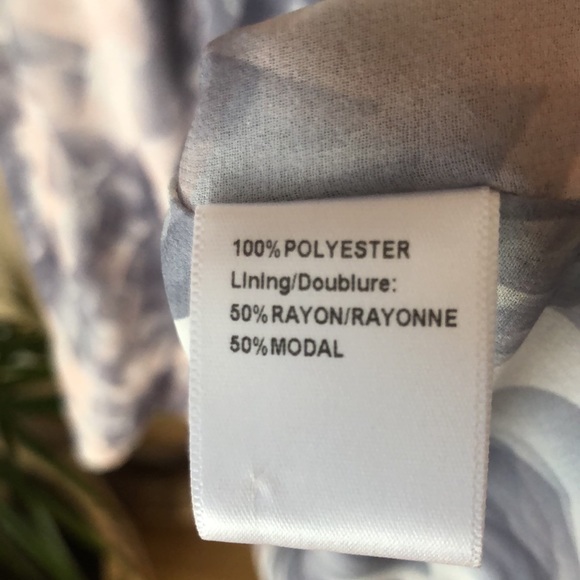 100% POLYESTER
Lining/Doublure:
50% RAYON/RAYONNE
50% MODAL